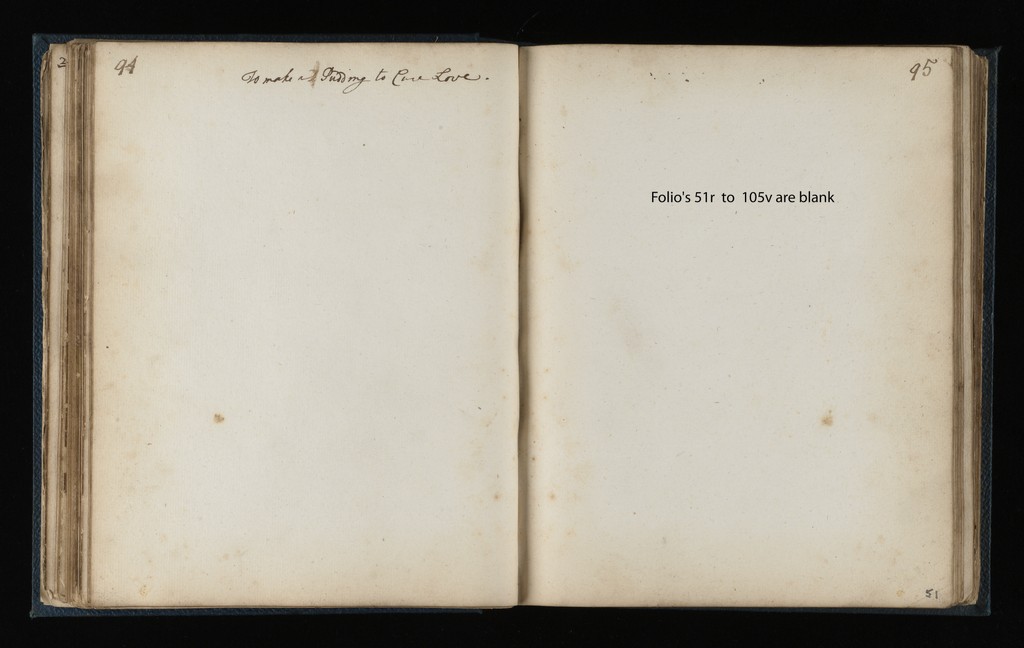 94
To make a Pudding to Cure Love.
95
Folio's 51r to 105v are blank
51